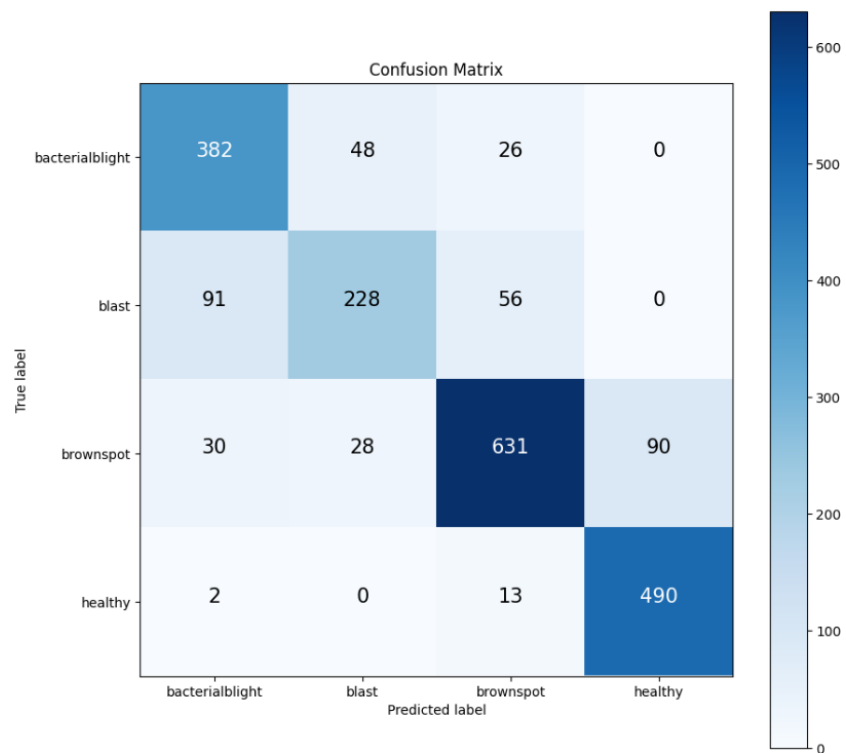 Confusion Matrix
bacterialblight 382 48 26 0
blast 91 228 56 0
brownspot 30 28 631 90
healthy 2 0 13 490
True label
bacterialblight blast brownspot healthy
Predicted label
600
500
400
300
200
100
0